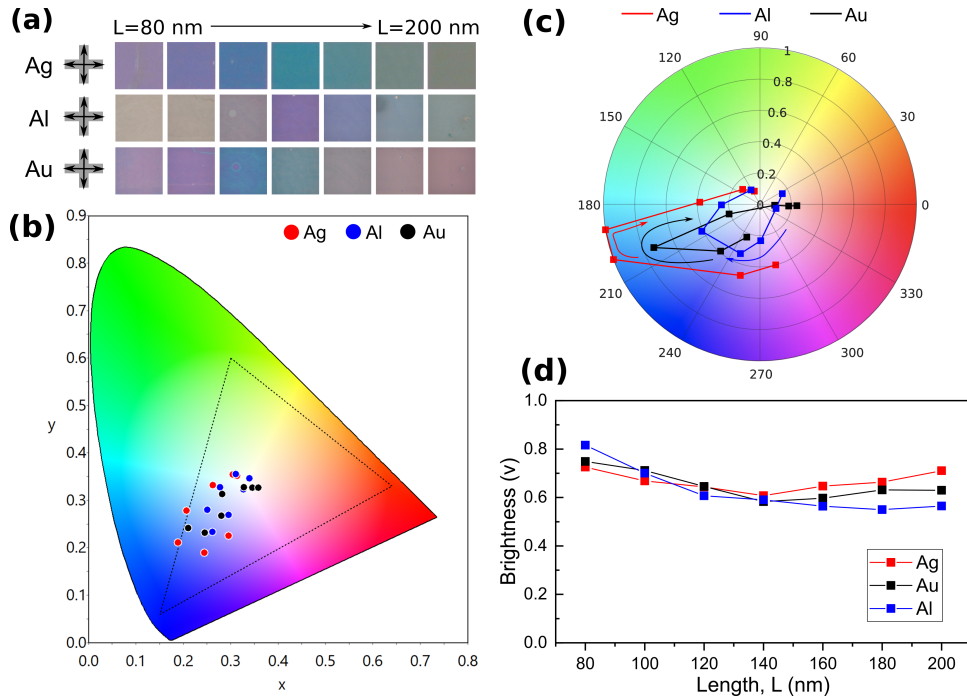 (a)
L=80 nm
L=200 nm
Ag
Al
Au
(b)
0.9
0.8
0.7
0.6
0.5
0.4
0.3
0.2
0.1
0.0
y
Ag
Al
Au
0.0
0.1
0.2
0.3
0.4
0.5
0.6
0.7
0.8
x
(c)
Ag
Al
Au
90
120
60
150
30
180
0
210
330
240
300
270
1
0.8
0.6
0.4
0.2
0
(d)
1.0
0.8
0.6
0.4
0.2
0.0
Brightness (v)
Ag
Au
Al
80
100
120
140
160
180
200
Length, L (nm)